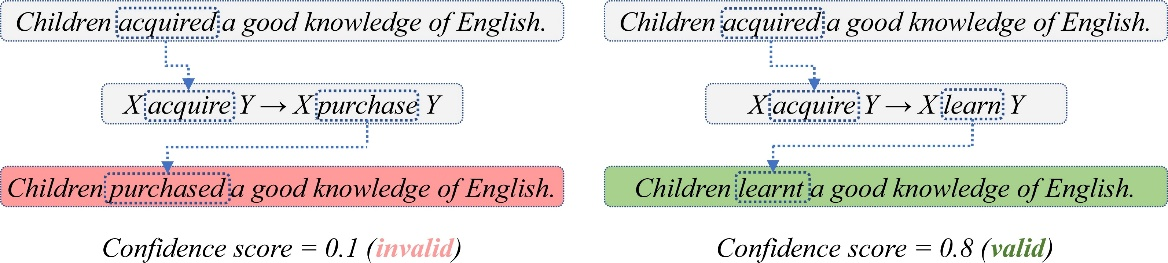 Children acquired a good knowledge of English.
X acquire Y → X purchase Y
Children purchased a good knowledge of English.
Confidence score = 0.1 (invalid)
Children acquired a good knowledge of English.
X acquire Y → X learn Y
Children learnt a good knowledge of English.
Confidence score = 0.8 (valid)